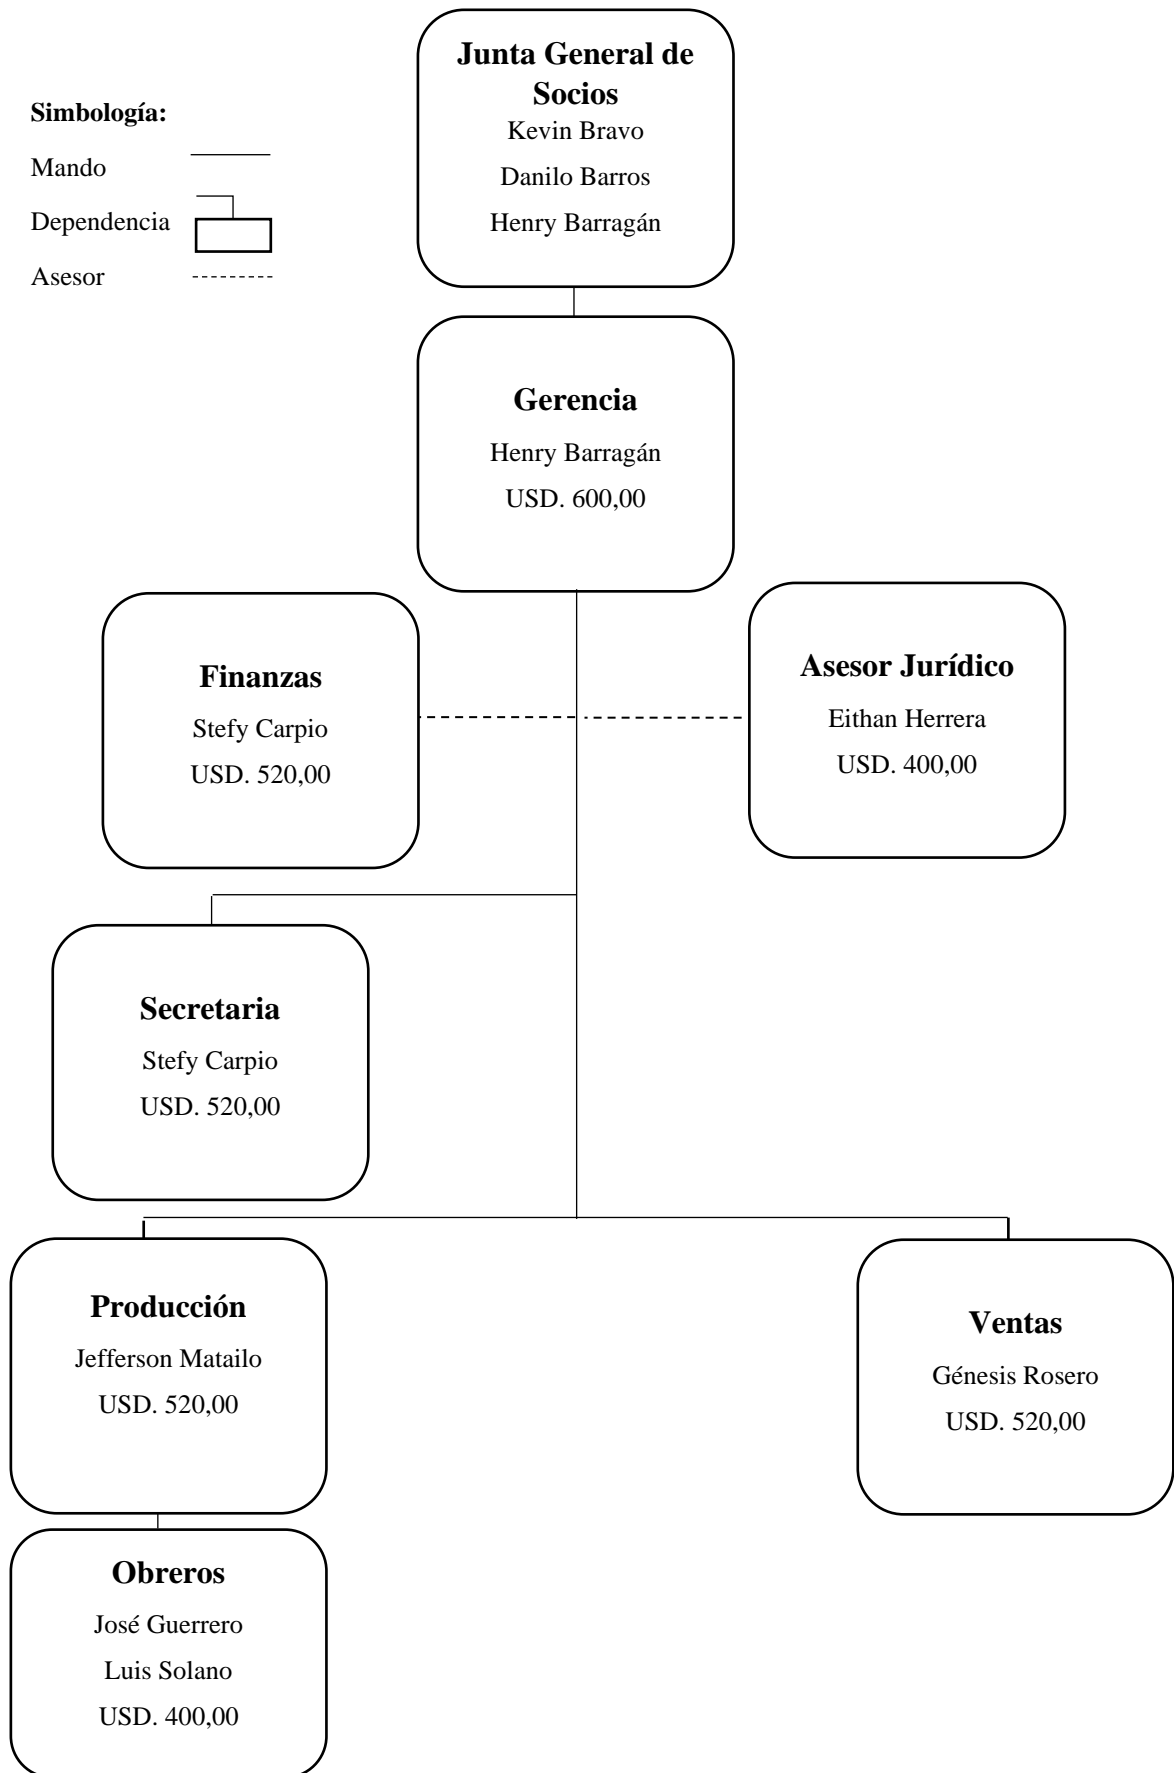 Junta General de
Socios
Kevin Bravo
Danilo Barros
Henry Barragán
Simbología:
Mando
Dependencia
Asesor
Gerencia
Henry Barragán
USD. 600,00
Finanzas
Stefy Carpio
USD. 520,00
Asesor Jurídico
Eithan Herrera
USD. 400,00
Secretaria
Stefy Carpio
USD. 520,00
Producción
Jefferson Matailo
USD. 520,00
Ventas
Génesis Rosero
USD. 520,00
Obreros
José Guerrero
Luis Solano
USD. 400,00